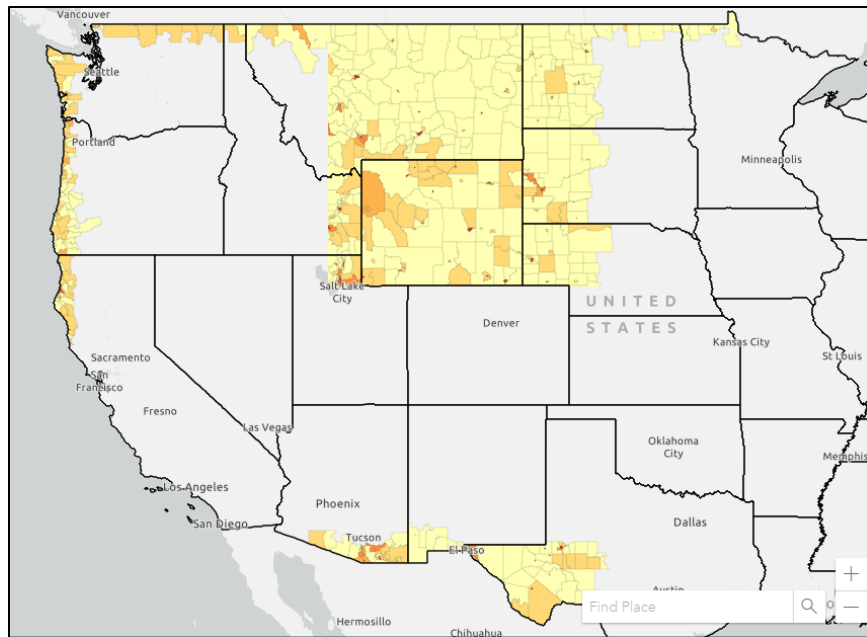 Vancouver
Seattle
Portland
Minneapolis
Salt Lake
City
UNITED
STATES
Denver
Sacramento
San
Francisco
Kansas City
St Louis
Fresno
Las Vegas
Oklahoma
City
Memphis
Los Angeles
Phoenix
San Diego
Tucson
Dallas
El Paso
Austin
Find Place
Hermosillo
Chihuahua
+
−